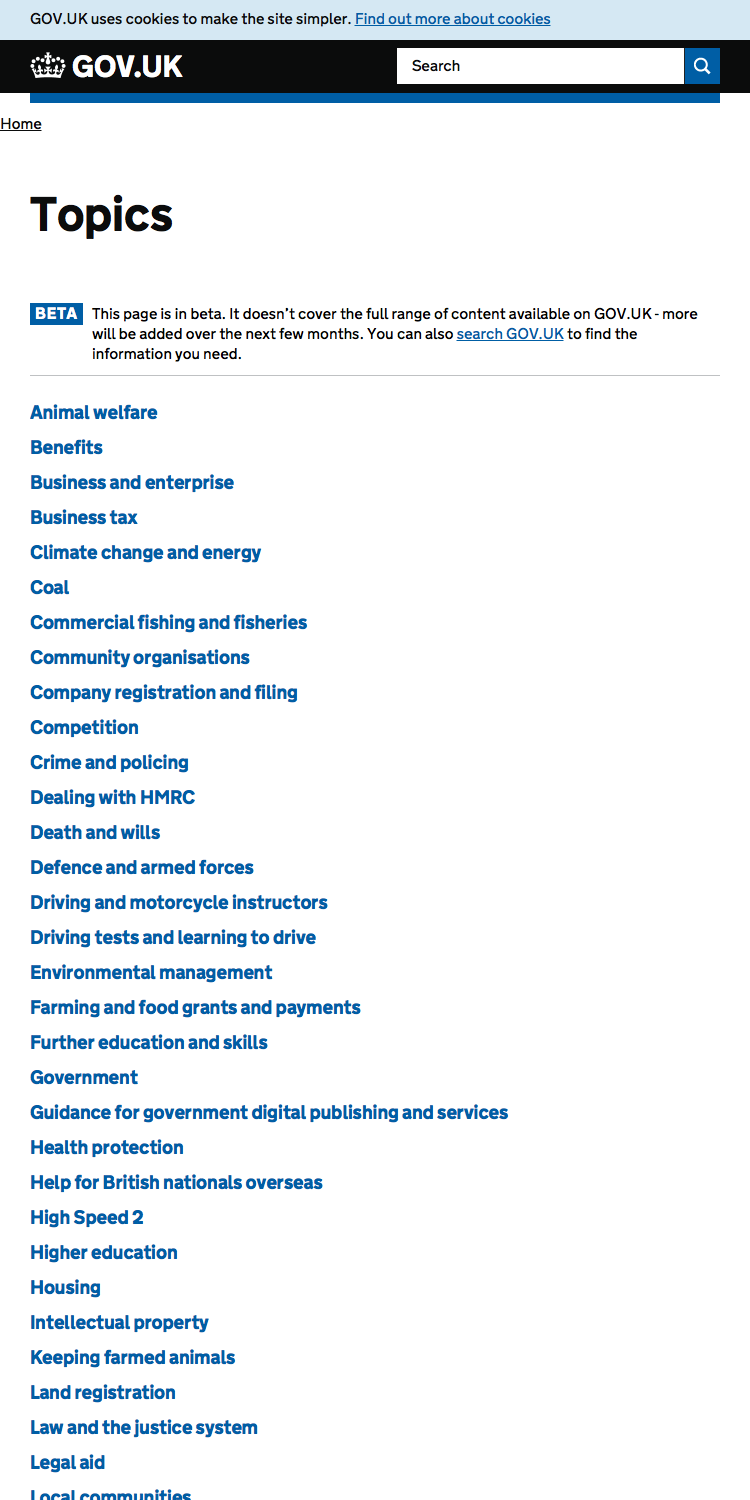 GOV.UK uses cookies to make the site simpler. Find out more about cookies
GOV.UK
Search
Home
Topics
BETA This page is in beta. It doesn't cover the full range of content available on GOV.UK - more
will be added over the next few months. You can also search GOV.UK to find the
information you need.
Animal welfare
Benefits
Business and enterprise
Business tax
Climate change and energy
Coal
Commercial fishing and fisheries
Community organisations
Company registration and filing
Competition
Crime and policing
Dealing with HMRC
Death and wills
Defence and armed forces
Driving and motorcycle instructors
Driving tests and learning to drive
Environmental management
Farming and food grants and payments
Further education and skills
Government
Guidance for government digital publishing and services
Health protection
Help for British nationals overseas
High Speed 2
Higher education
Housing
Intellectual property
Keeping farmed animals
Land registration
Law and the justice system
Legal aid
Local communities